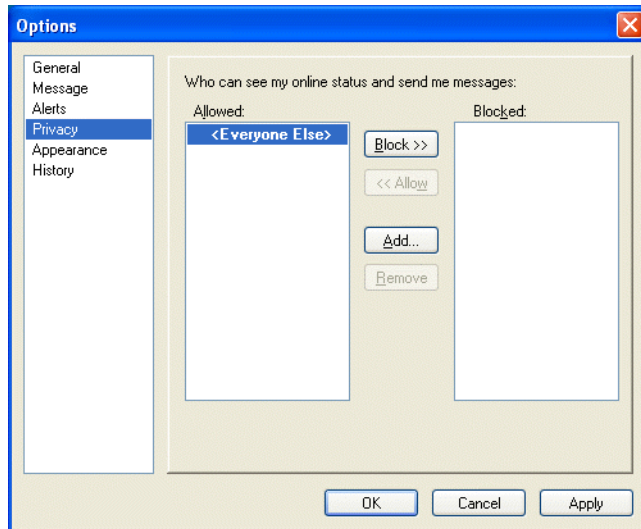 Options
General
Message
Alerts
Privacy
Appearance
History
Who can see my online status and send me messages:
Allowed:
<Everyone Else>
Block >>
<< Allow
Add...
Remove
Blocked:
OK
Cancel
Apply